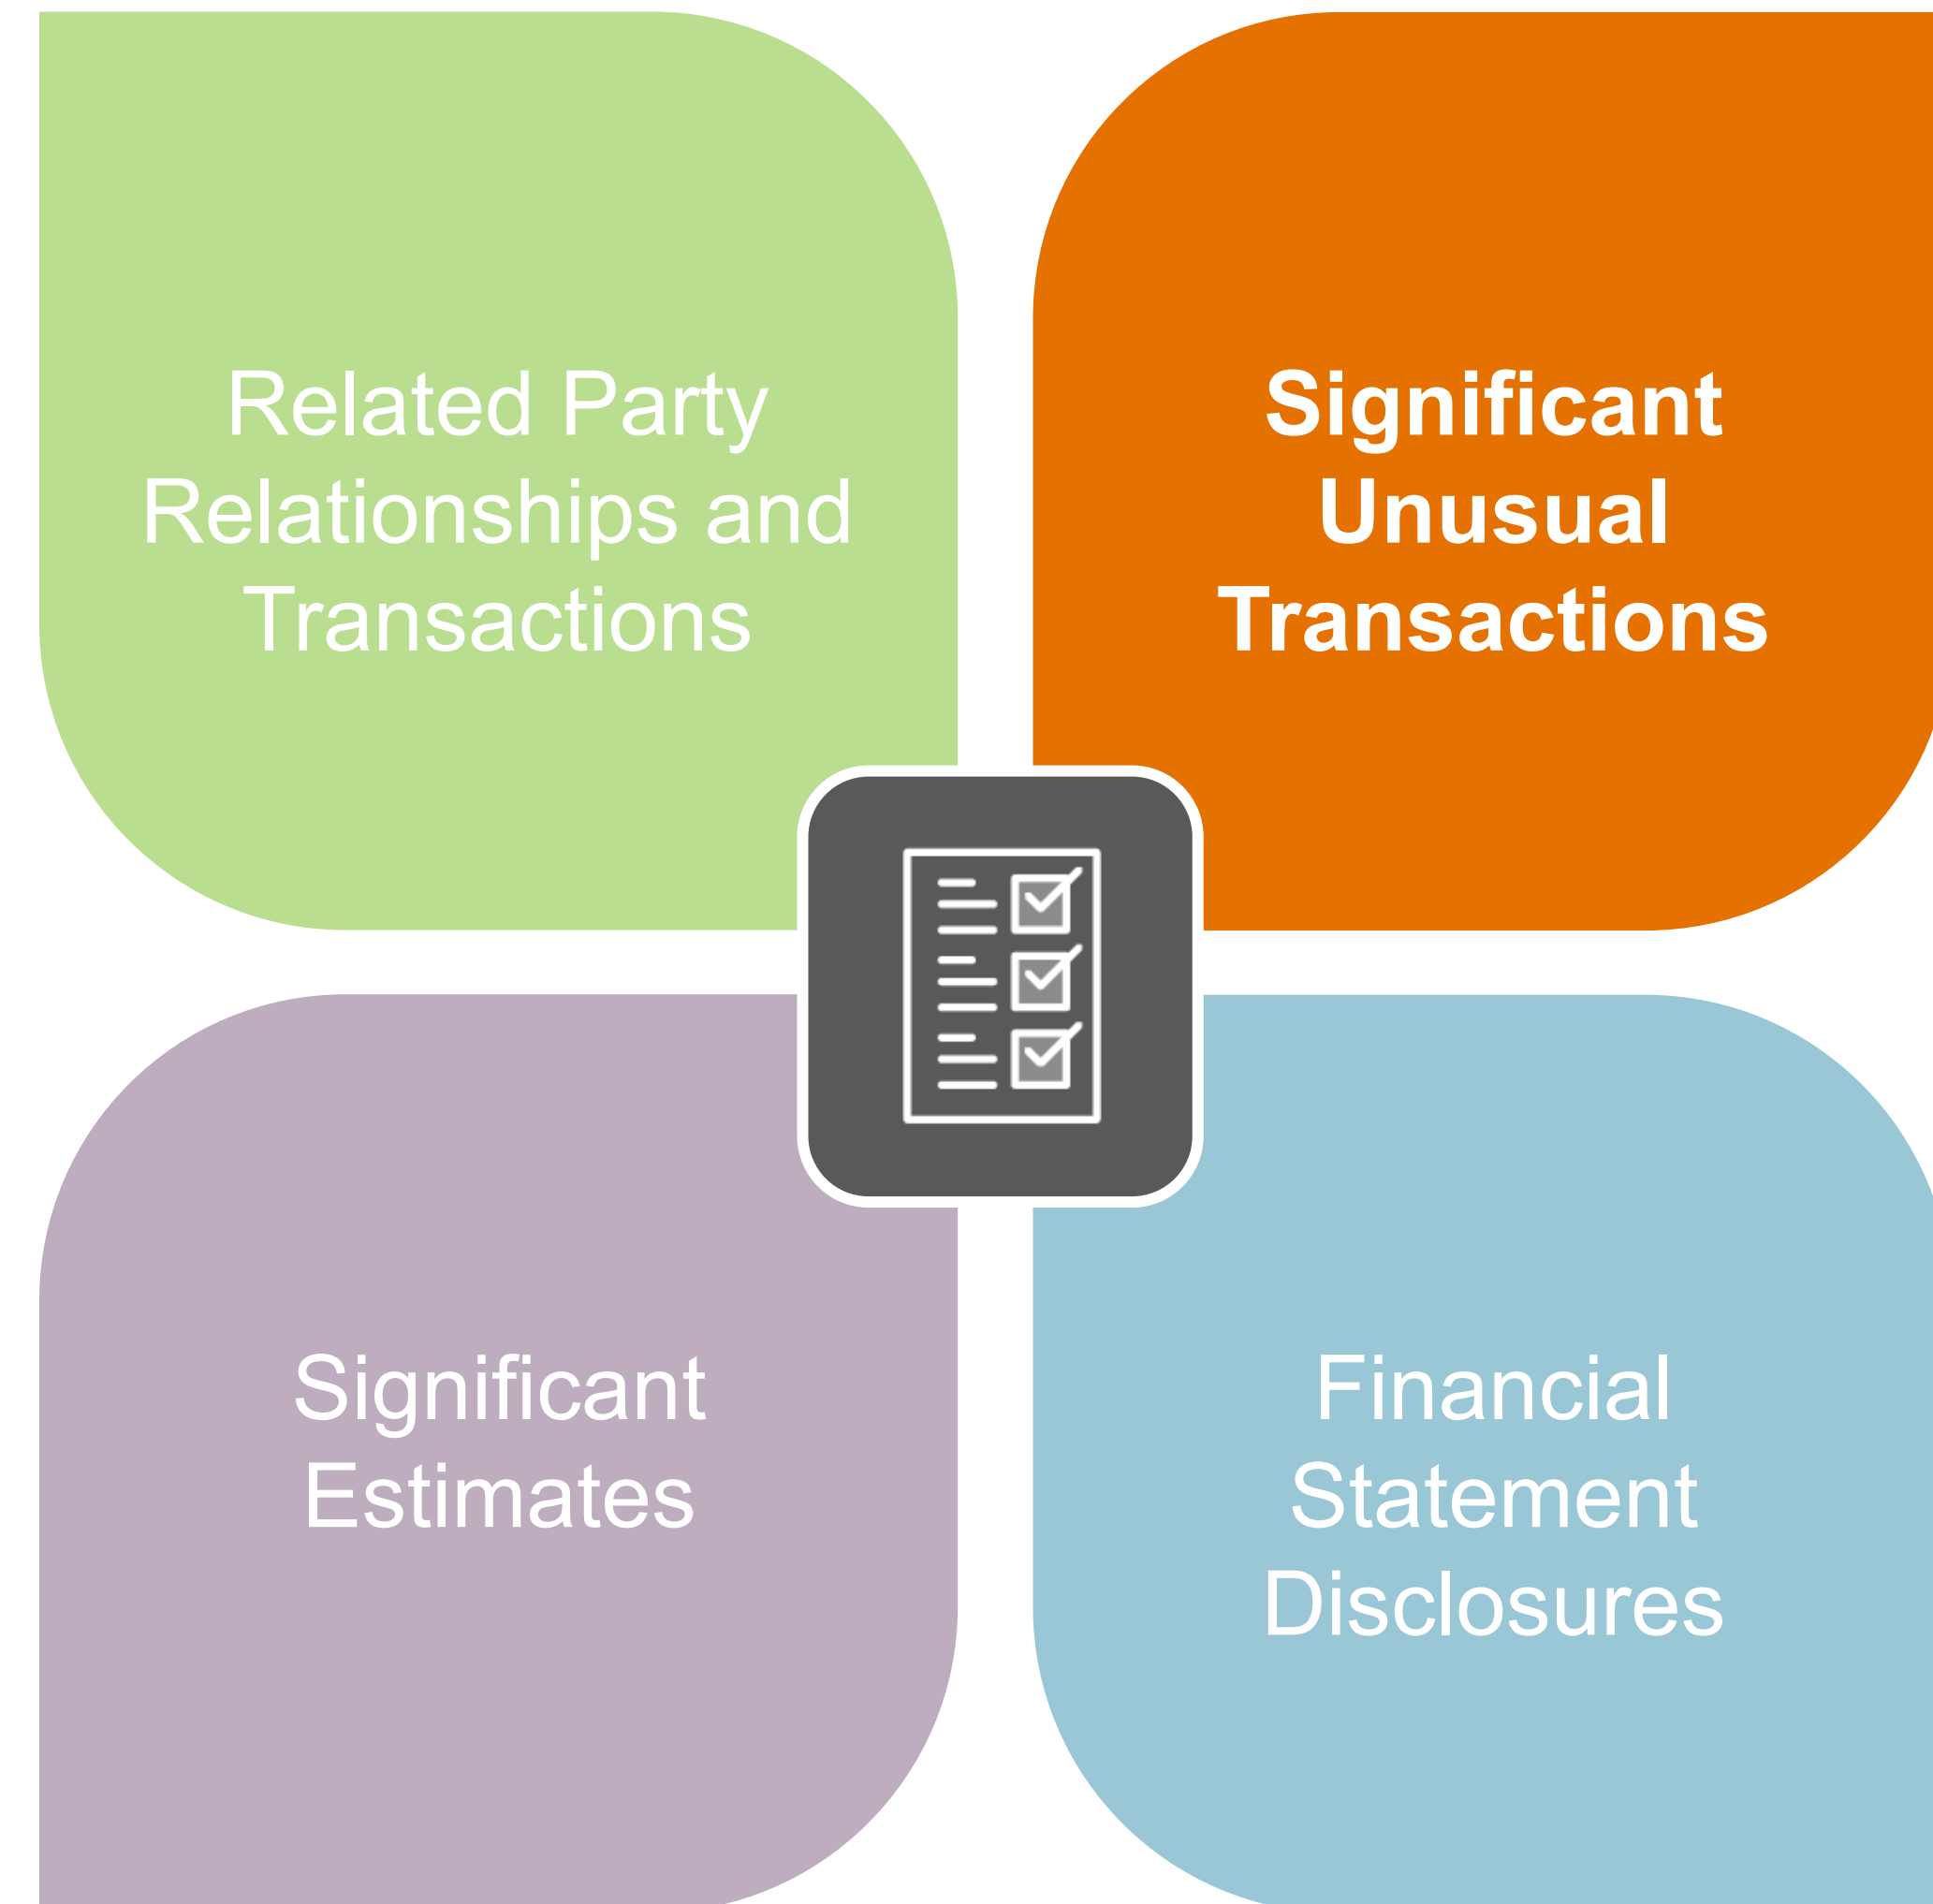 Related Party
Relationships and
Transactions
Significant
Unusual
Transactions
Significant
Estimates
Financial
Statement
Disclosures